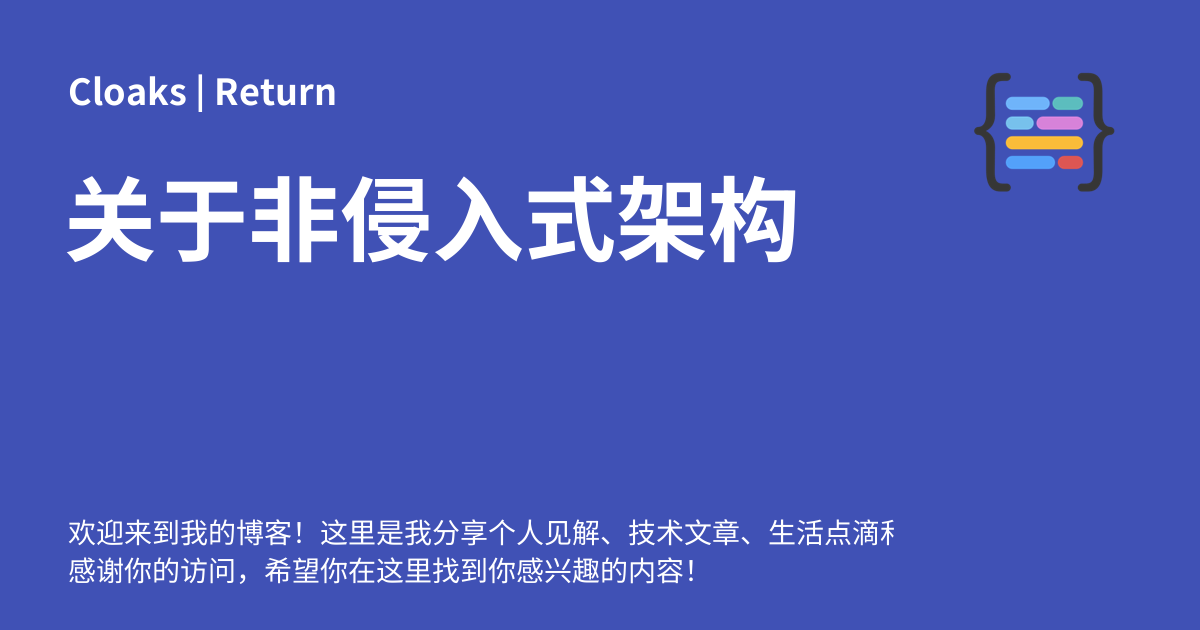 Cloaks | Return
关于非侵入式架构
欢迎来到我的博客！这里是我分享个人见解、技术文章、生活点滴
感谢你的访问，希望你在这里找到你感兴趣的内容！